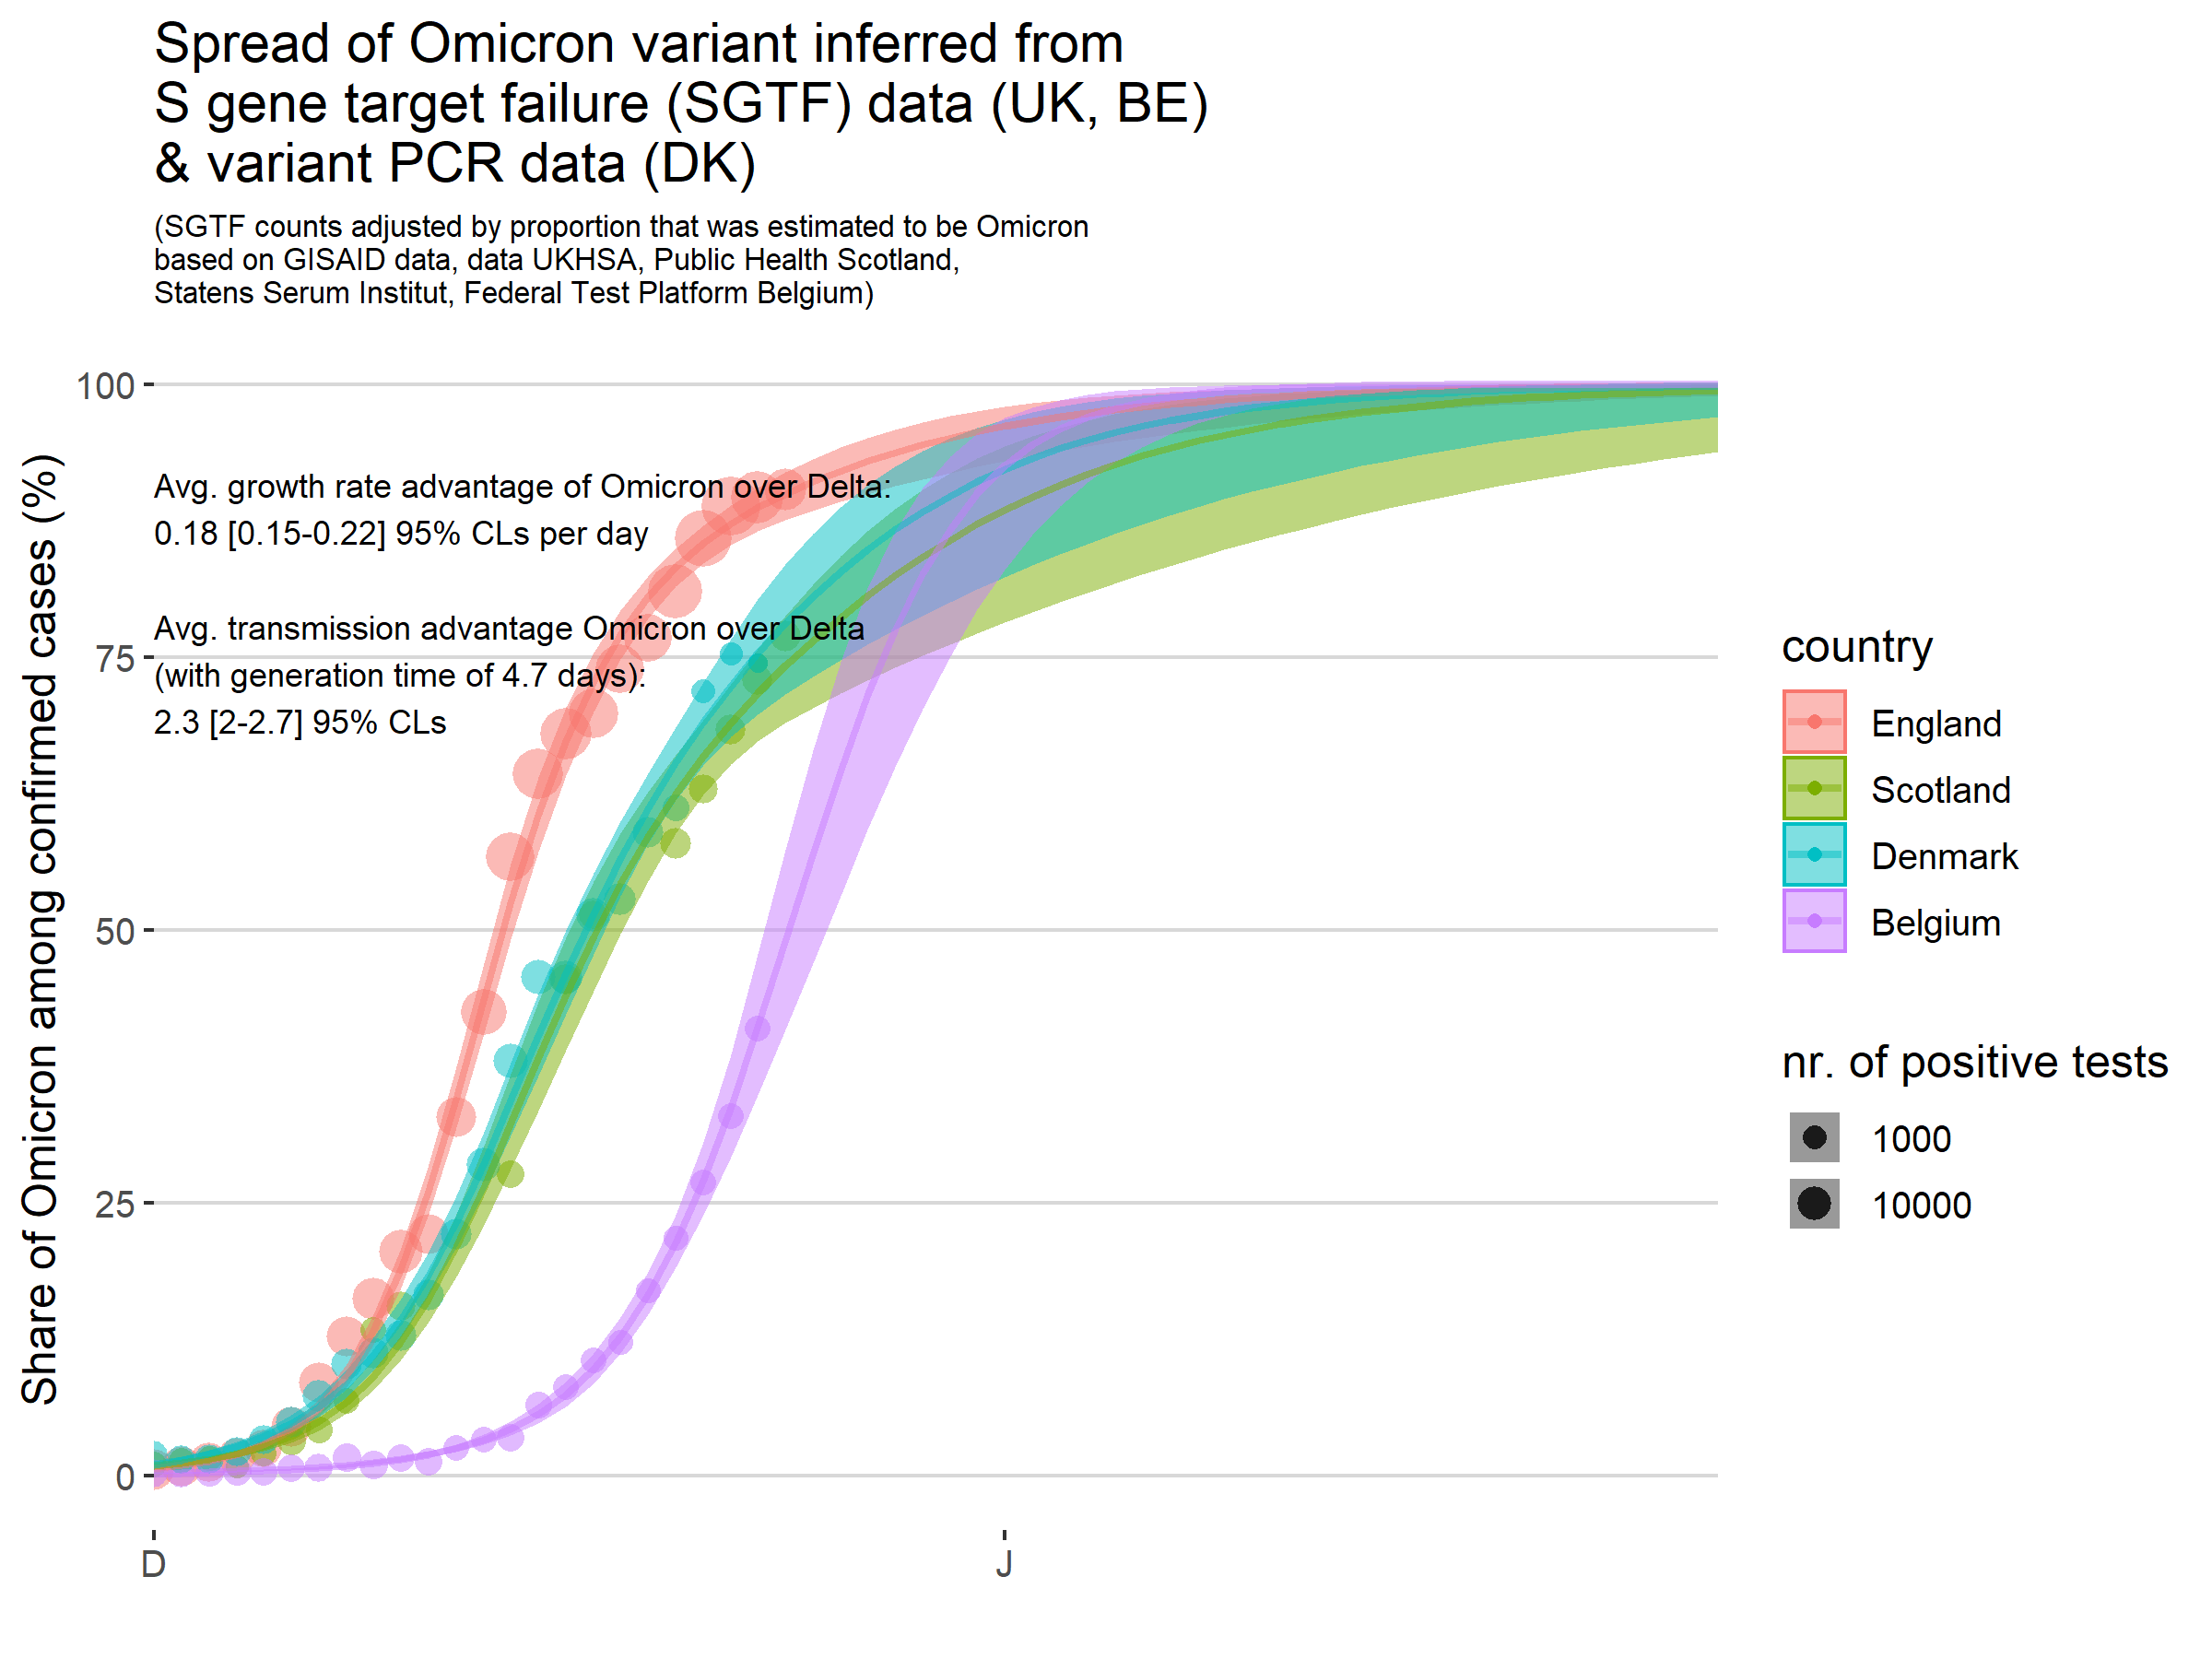 Spread of Omicron variant inferred from
S gene target failure (SGTF) data (UK, BE)
& variant PCR data (DK)
(SGTF counts adjusted by proportion that was estimated to be Omicron
based on GISAID data, data UKHSA, Public Health Scotland,
Statens Serum Institut, Federal Test Platform Belgium)
Share of Omicron among confirmed cases (%)
100
75
50
25
0
Avg. growth rate advantage of Omicron over Delta:
0.18 [0.15-0.22] 95% CLs per day
Avg. transmission advantage Omicron over Delta
(with generation time of 4.7 days):
2.3 [2-2.7] 95% CLs
D
J
country
England
Scotland
Denmark
Belgium
nr. of positive tests
1000
10000